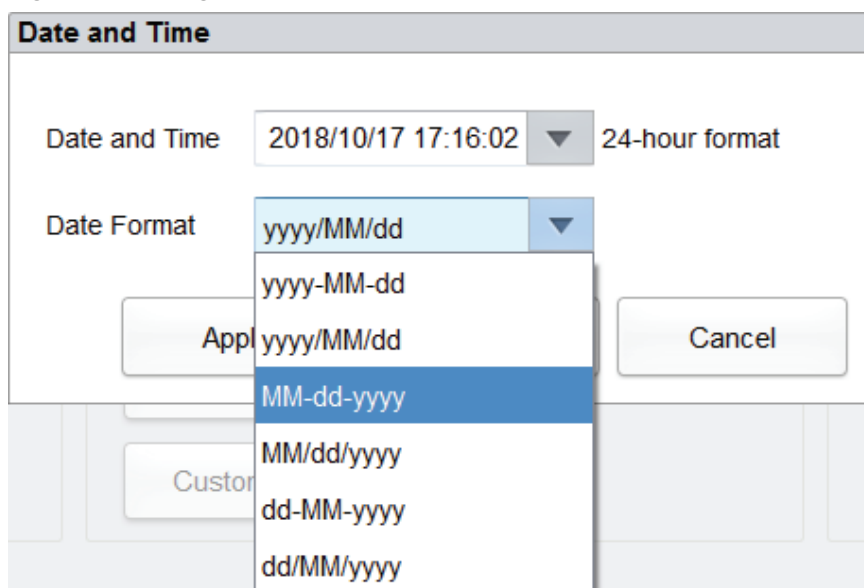 Date and Time
Date and Time 2018/10/17 17:16:02 24-hour format
Date Format yyyy/MM/dd
yyyy-MM-dd
Appl yyyy/MM/dd Cancel
MM-dd-yyyy
MM/dd/yyyy
Custor
dd-MM-yyyy
dd/MM/yyyy